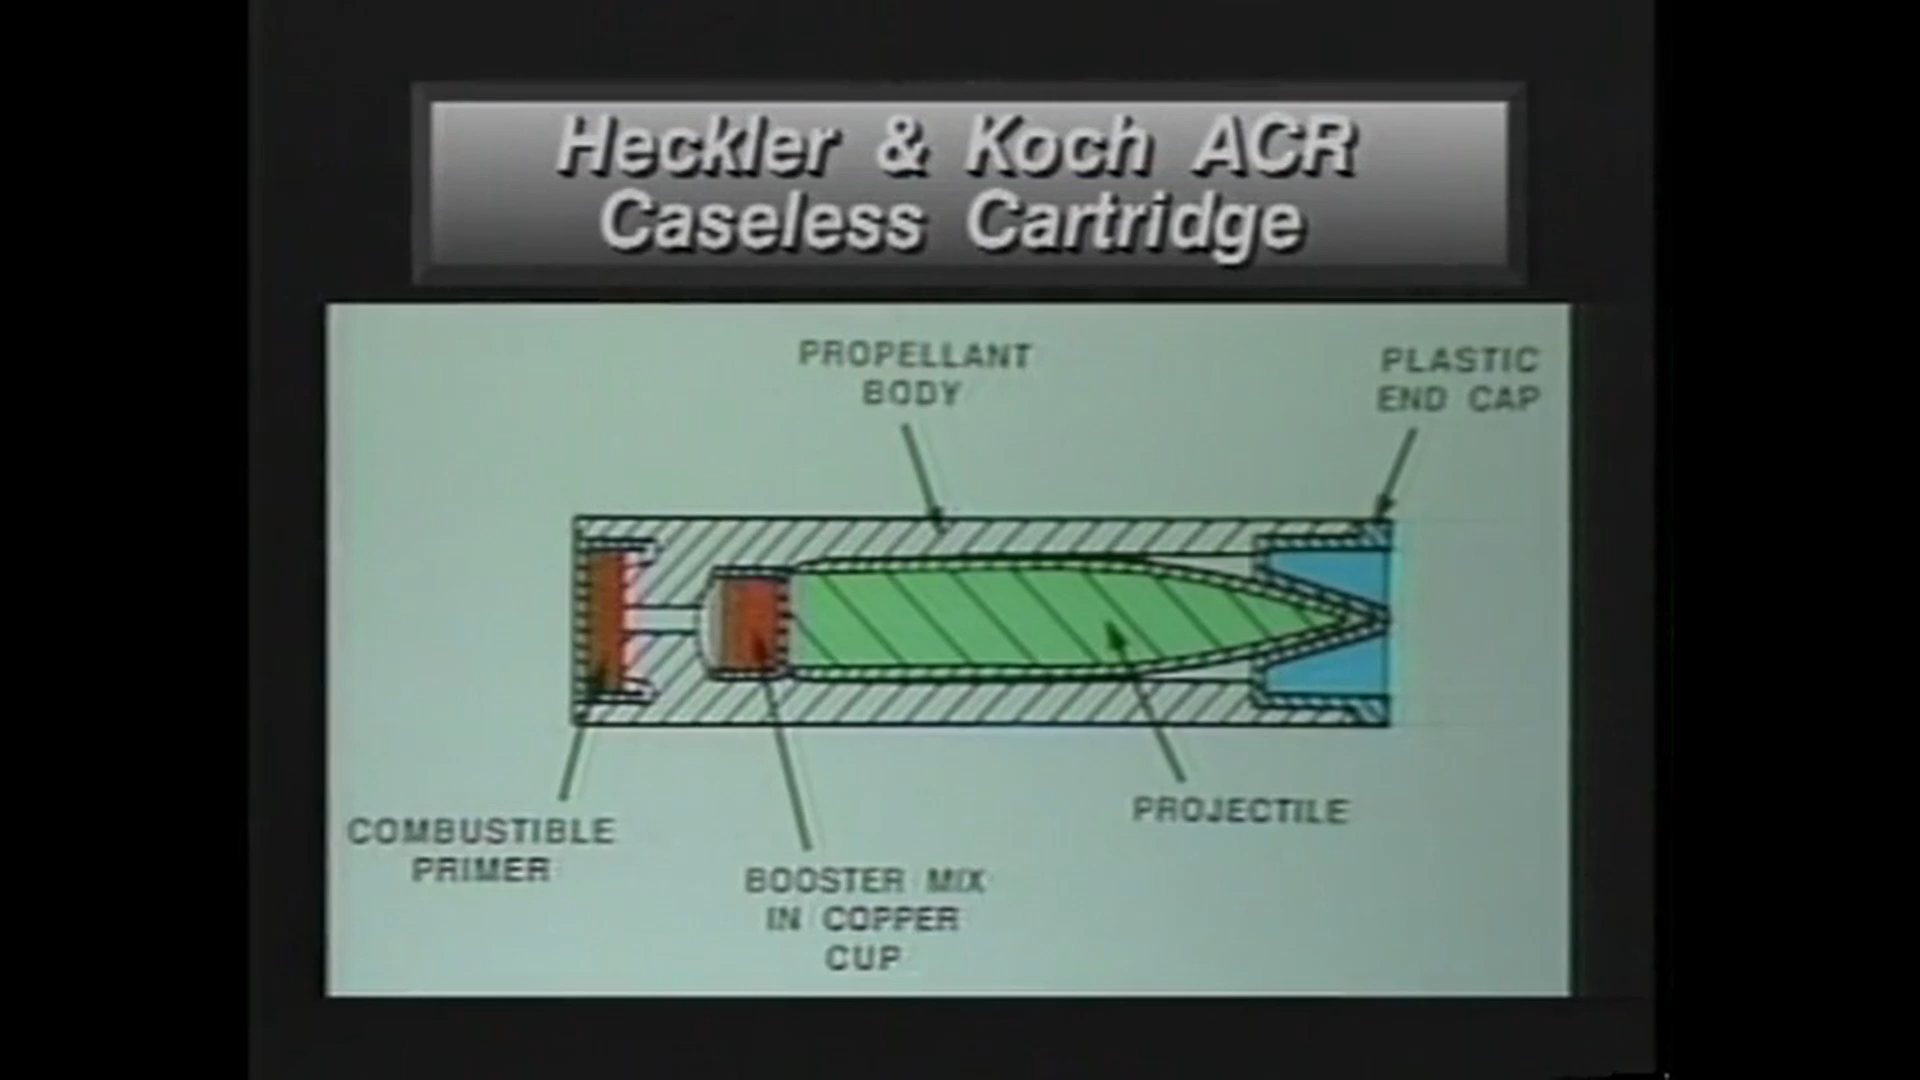 Heckler & Koch ACR
Caseless Cartridge
PROPELLANT
BODY
PLASTIC
END CAP
COMBUSTIBLE
PRIMER
BOOSTER MIX
IN COPPER
CUP
PROJECTILE